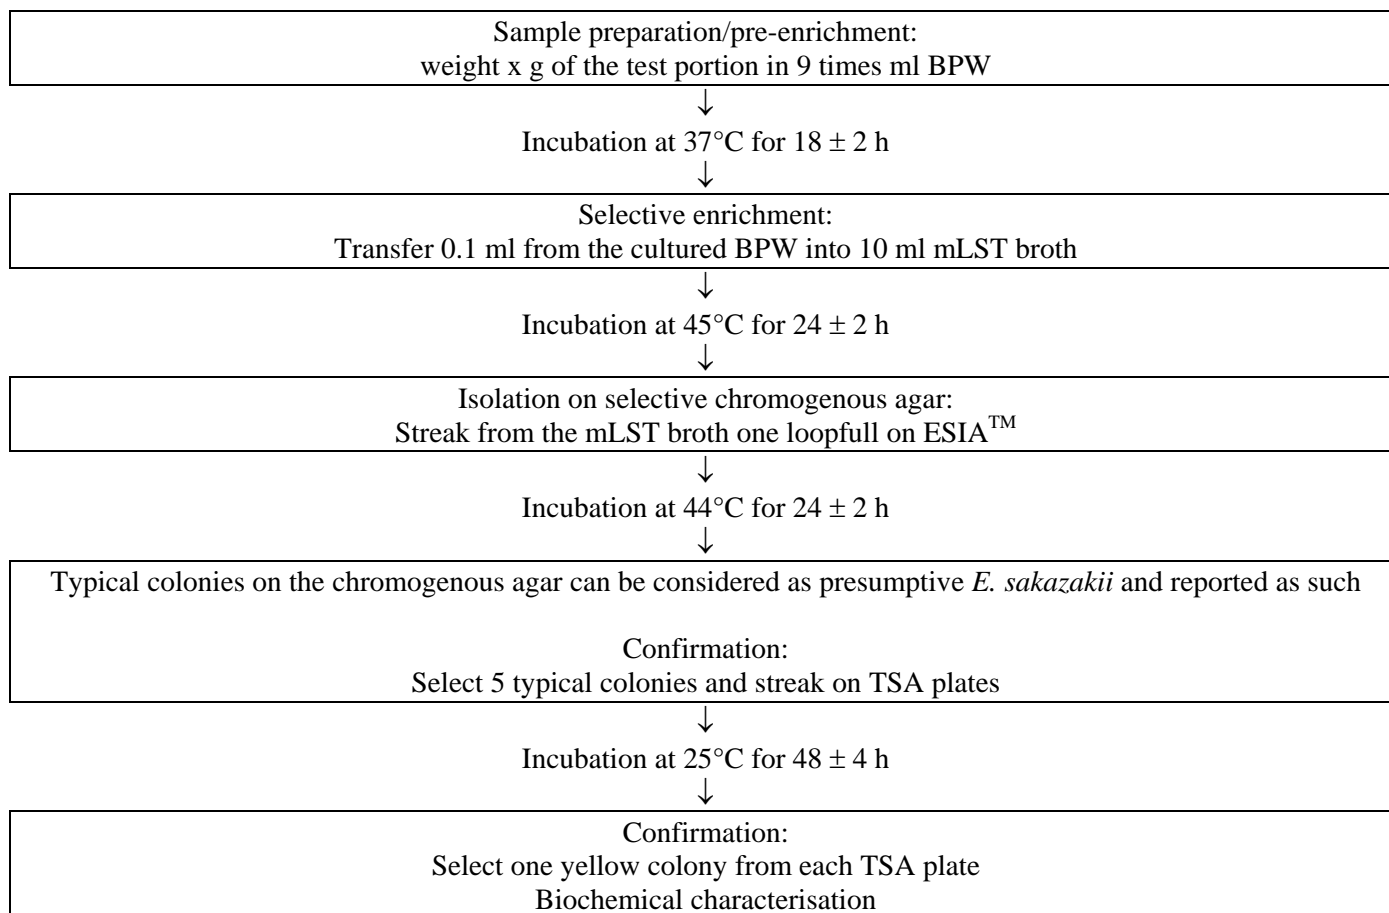 Sample preparation/pre-enrichment:
weight x g of the test portion in 9 times ml BPW
↓
Incubation at 37°C for 18 ± 2 h
↓
Selective enrichment:
Transfer 0.1 ml from the cultured BPW into 10 ml mLST broth
↓
Incubation at 45°C for 24 ± 2 h
↓
Isolation on selective chromogenous agar:
Streak from the mLST broth one loopfull on ESIA™
↓
Incubation at 44°C for 24 ± 2 h
↓
Typical colonies on the chromogenous agar can be considered as presumptive E. sakazakii and reported as such
Confirmation:
Select 5 typical colonies and streak on TSA plates
↓
Incubation at 25°C for 48 ± 4 h
↓
Confirmation:
Select one yellow colony from each TSA plate
Biochemical characterisation